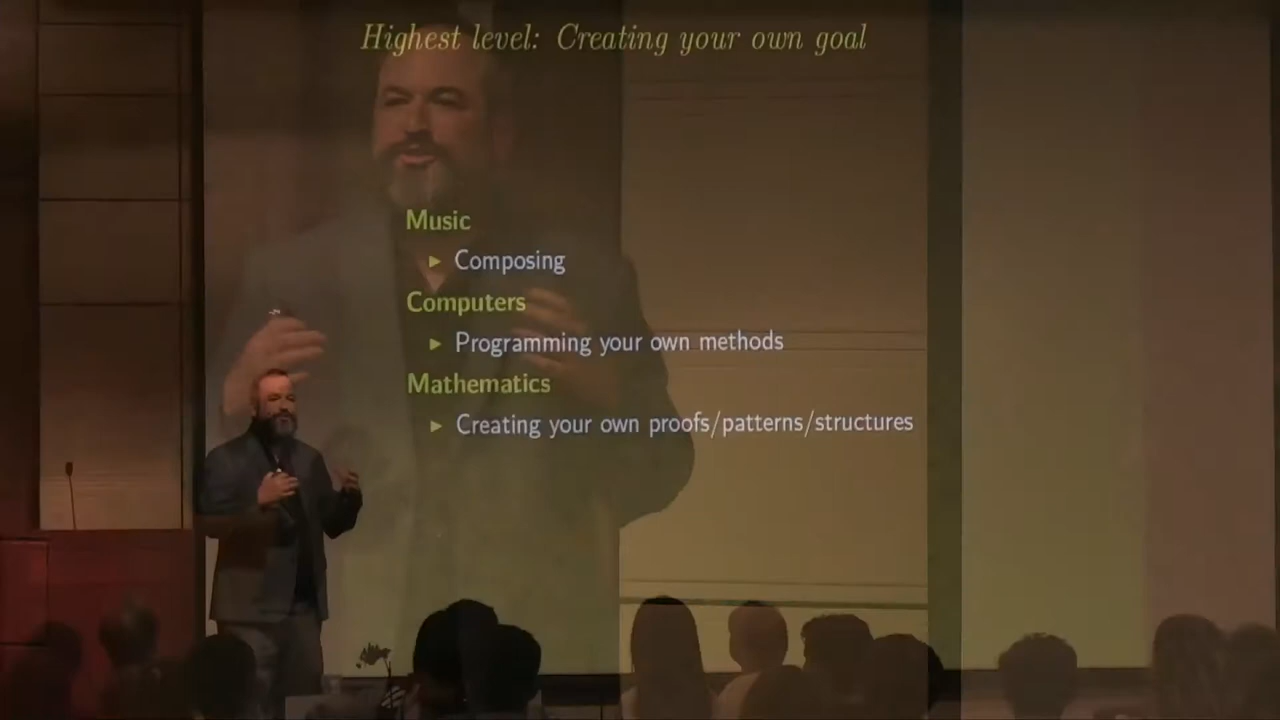 Highest level: Creating your own goal
Music
▸ Composing
Computers
▸ Programming your own methods
Mathematics
▸ Creating your own proofs/patterns/structures